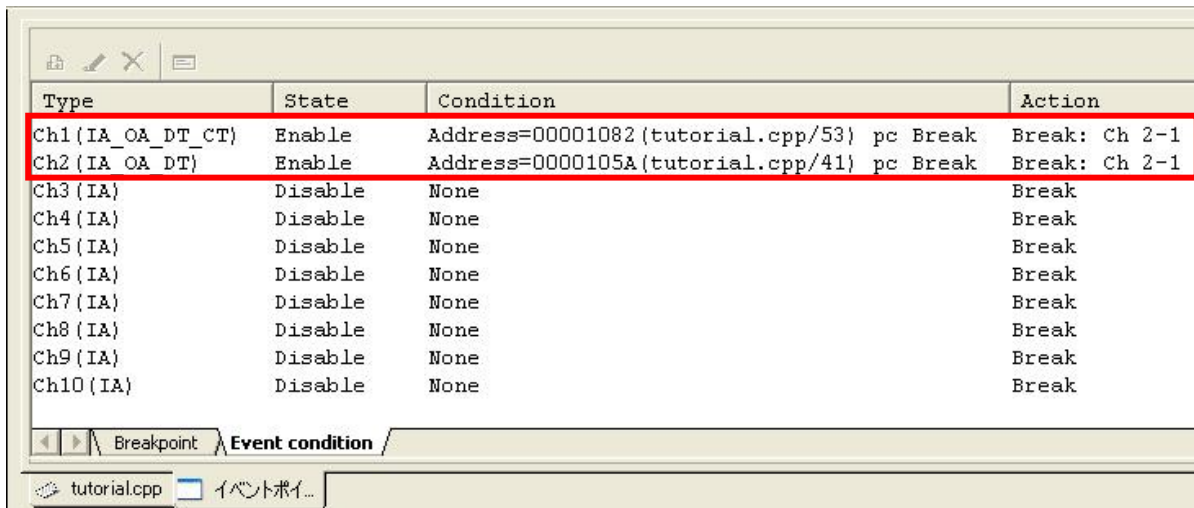 Type State Condition Action
Ch1(IA_OA_DT_CT) Enable Address=00001082(tutorial.cpp/53) pc Break Break: Ch 2-1
Ch2(IA_OA_DT) Enable Address=0000105A(tutorial.cpp/41) pc Break Break: Ch 2-1
Ch3(IA) Disable None Break
Ch4(IA) Disable None Break
Ch5(IA) Disable None Break
Ch6(IA) Disable None Break
Ch7(IA) Disable None Break
Ch8(IA) Disable None Break
Ch9(IA) Disable None Break
Ch10(IA) Disable None Break
Breakpoint Event condition
tutorial.cpp イベントポイ...